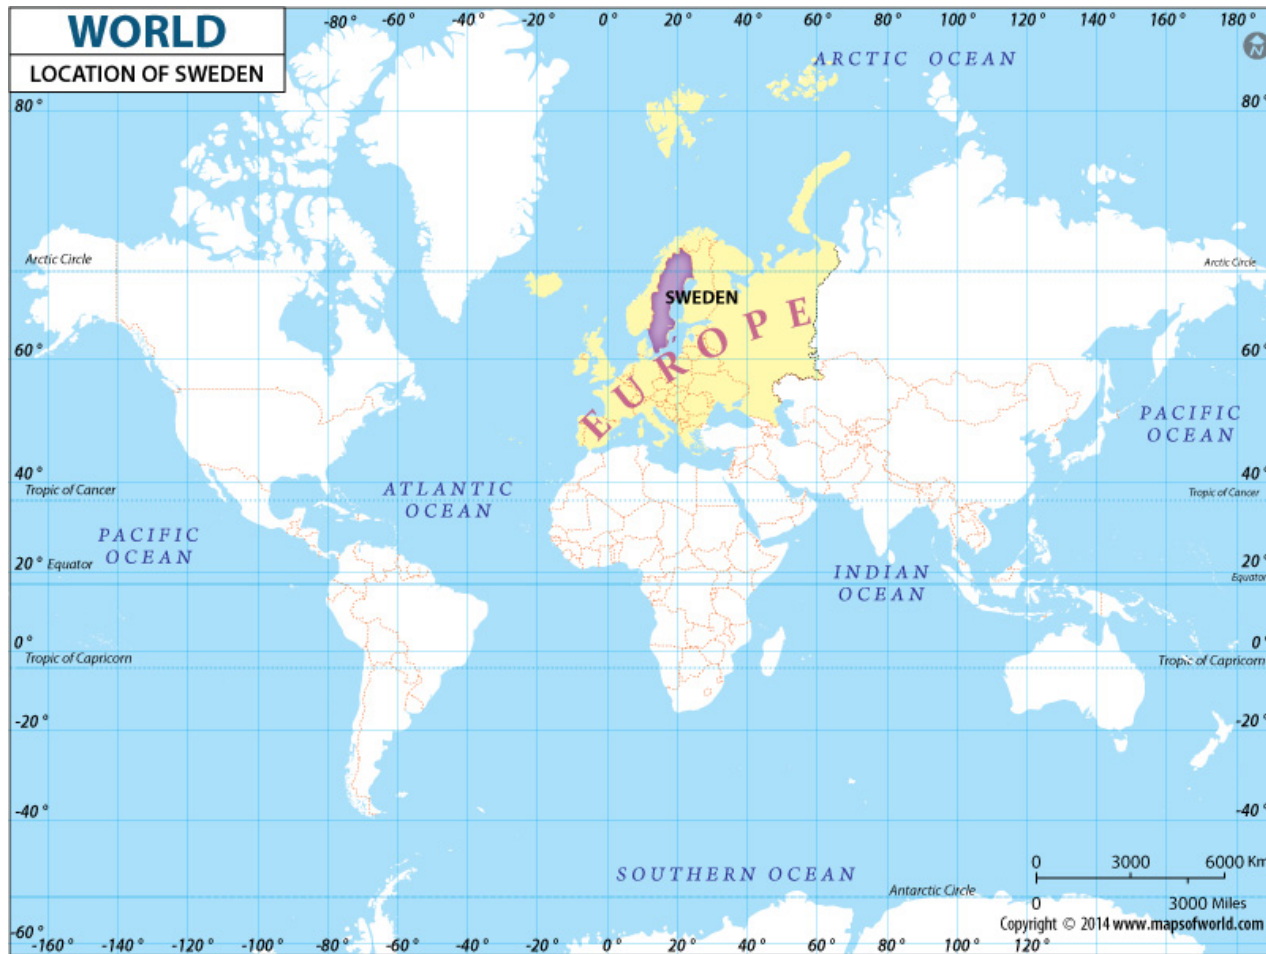 WORLD
LOCATION OF SWEDEN
-80 ° -60 ° -40 ° -20 ° 0 ° 20 ° 40 ° 60 ° 80 ° 100 ° 120 ° 140 ° 160 ° 180 °
N
ARCTIC OCEAN
80 ° 80 °
Arctic Circle Arctic Circle
SWEDEN
EUROPE
60 ° 60 °
PACIFIC
OCEAN
40 ° 40 °
Tropic of Cancer Tropic of Cancer
ATLANTIC
OCEAN
PACIFIC
OCEAN
20 ° Equator 20 °
Equator
INDIAN
OCEAN
0 ° 0 °
Tropic of Capricorn Tropic of Capricorn
-20 ° -20 °
-40 ° -40 °
SOUTHERN OCEAN
0 3000 6000 Km
Antarctic Circle
0 3000 Miles
Copyright © 2014 www.mapsofworld.com
-60 °
-160 ° -140 ° -120 ° -100 ° -80 ° -60 ° -40 ° -20 ° 0 ° 20 ° 40 ° 60 ° 80 ° 100 ° 120 °